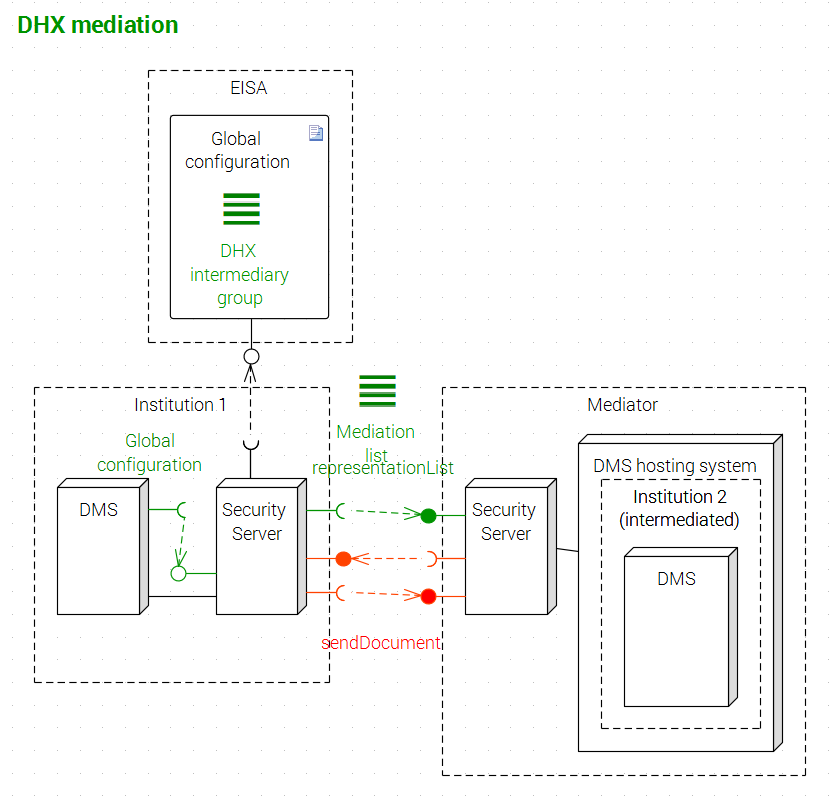 DHX mediation
EISA
Global
configuration
DHX
intermediary
group
Institution 1
Global
configuration
DMS
Security
Server
Mediation
list
representationList
sendDocument
Mediator
Security
Server
DMS hosting system
Institution 2
(intermediated)
DMS